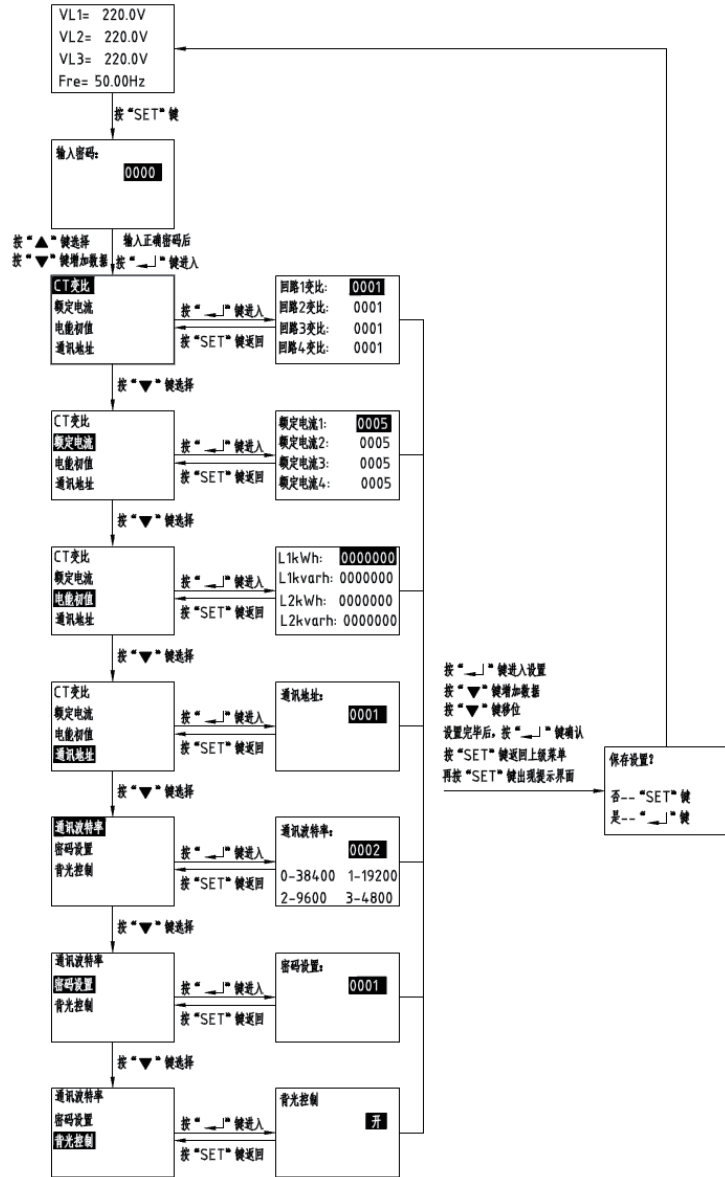 VL1= 220.0V
VL2= 220.0V
VL3= 220.0V
Fre= 50.00Hz
按“SET”键
输入密码:
0000
按“▲”键选择
按“▼”键增加数据
输入正确密码后
按“↵”键进入
CT变比
额定电流
电能初值
通讯地址
按“↵”键进入
按“SET”键返回
回路1变比: 0001
回路2变比: 0001
回路3变比: 0001
回路4变比: 0001
按“▼”键选择
CT变比
额定电流
电能初值
通讯地址
按“↵”键进入
按“SET”键返回
额定电流1: 0005
额定电流2: 0005
额定电流3: 0005
额定电流4: 0005
按“▼”键选择
CT变比
额定电流
电能初值
通讯地址
按“↵”键进入
按“SET”键返回
L1kWh: 0000000
L1kvarh: 0000000
L2kWh: 0000000
L2kvarh: 0000000
按“▼”键选择
CT变比
额定电流
电能初值
通讯地址
按“↵”键进入
按“SET”键返回
通讯地址:
0001
按“▼”键选择
通讯波特率
密码设置
背光控制
按“↵”键进入
按“SET”键返回
通讯波特率:
0002
0-38400 1-19200
2-9600 3-4800
按“▼”键选择
通讯波特率
密码设置
背光控制
按“↵”键进入
按“SET”键返回
密码设置:
0001
按“▼”键选择
通讯波特率
密码设置
背光控制
按“↵”键进入
按“SET”键返回
背光控制
开
按“↵”键进入设置
按“▼”键增加数据
按“▼”键移位
设置完毕后，按“↵”键确认
按“SET”键返回上级菜单
再按“SET”键出现提示界面
保存设置?
否--“SET”键
是--“↵”键